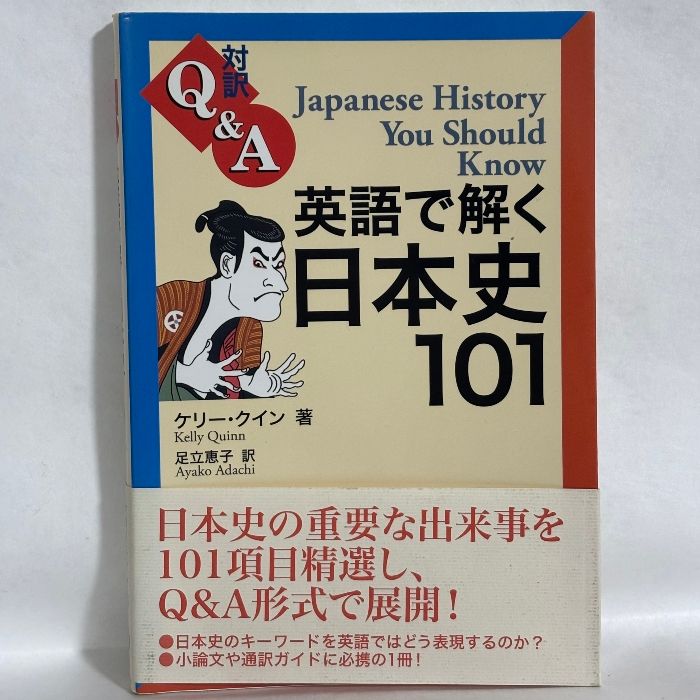 対訳
Q&A
Japanese History
You Should
Know
英語で解く
日本史
101
ケリー・クイン 著
Kelly Quinn
足立恵子 訳
Ayako Adachi
日本史の重要な出来事を
101項目精選し、
Q&A形式で展開！
●日本史のキーワードを英語ではどう表現するのか？
●小論文や通訳ガイドに必携の1冊！